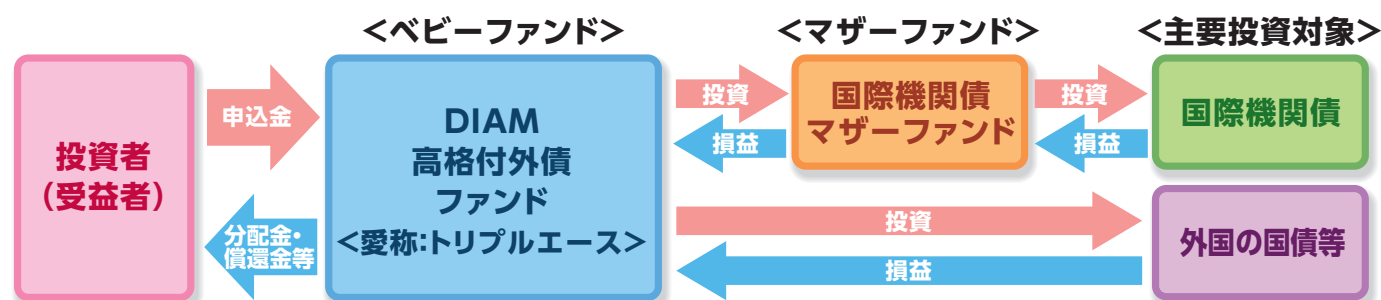 ＜ベビーファンド＞
＜マザーファンド＞
＜主要投資対象＞
投資者
（受益者）
申込金
分配金・
償還金等
DIAM
高格付外債
ファンド
＜愛称：トリプルエース＞
投資
損益
国際機関債
マザーファンド
投資
損益
国際機関債
投資
損益
外国の国債等